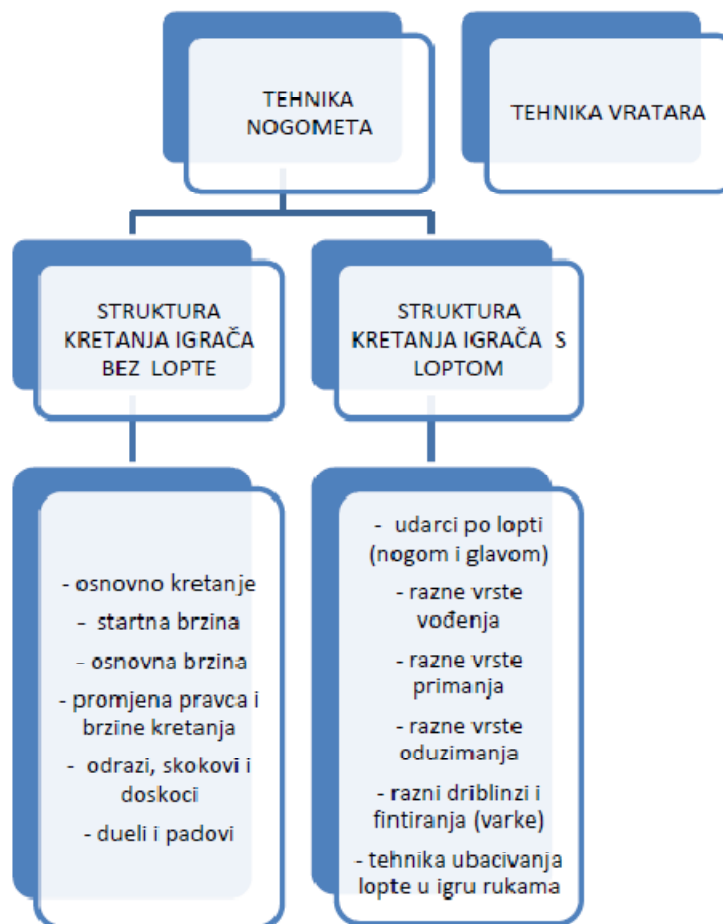 TEHNIKA
NOGOMETA
TEHNIKA VRATARA
STRUKTURA
KRETANJA IGRAČA
BEZ LOPTE
STRUKTURA
KRETANJA IGRAČA S
LOPTOM
- osnovno kretanje
- startna brzina
- osnovna brzina
- promjena pravca i
brzine kretanja
- odrazi, skokovi i
doskoci
- dueli i padovi
- udarci po lopti
(nogom i glavom)
- razne vrste
vođenja
- razne vrste
primanja
- razne vrste
oduzimanja
- razni driblinzi i
fintiranja (varke)
- tehnika ubacivanja
lopte u igru rukama